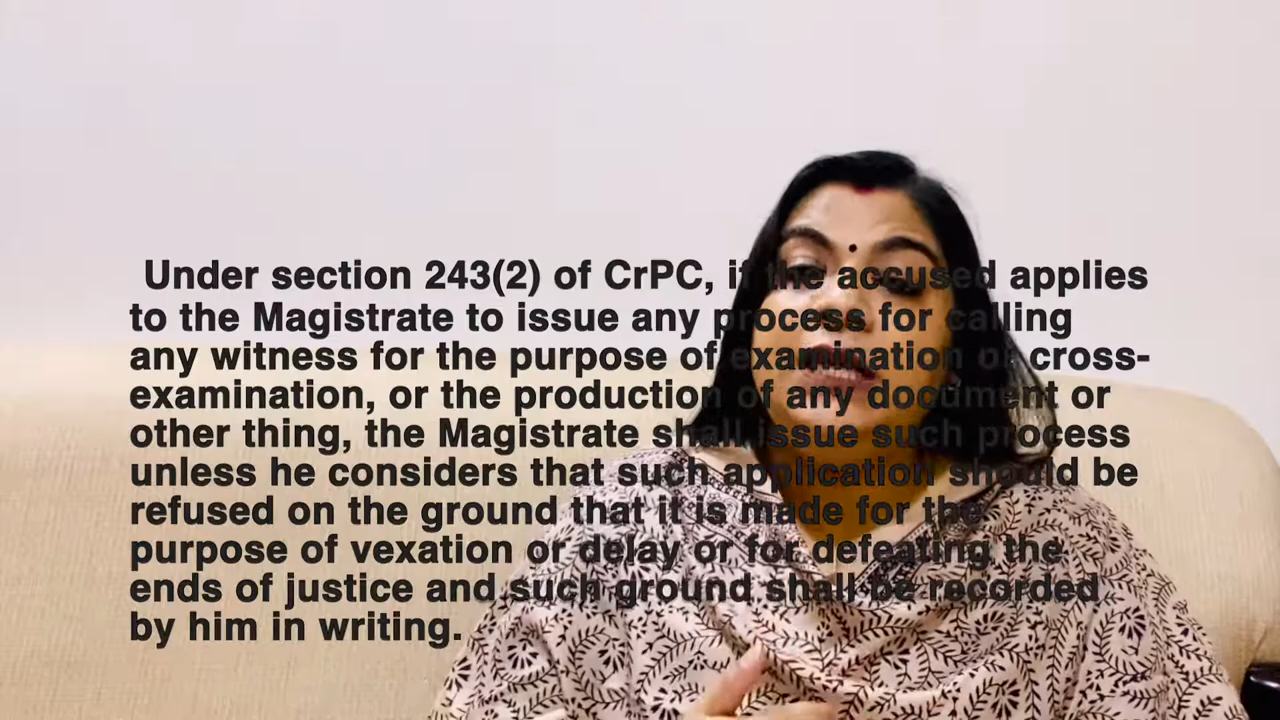 Under section 243(2) of CrPC, if the accused applies
to the Magistrate to issue any process for calling
any witness for the purpose of examination or cross-
examination, or the production of any document or
other thing, the Magistrate shall issue such process
unless he considers that such application should be
refused on the ground that it is made for the
purpose of vexation or delay or for defeating the
ends of justice and such ground shall be recorded
by him in writing.